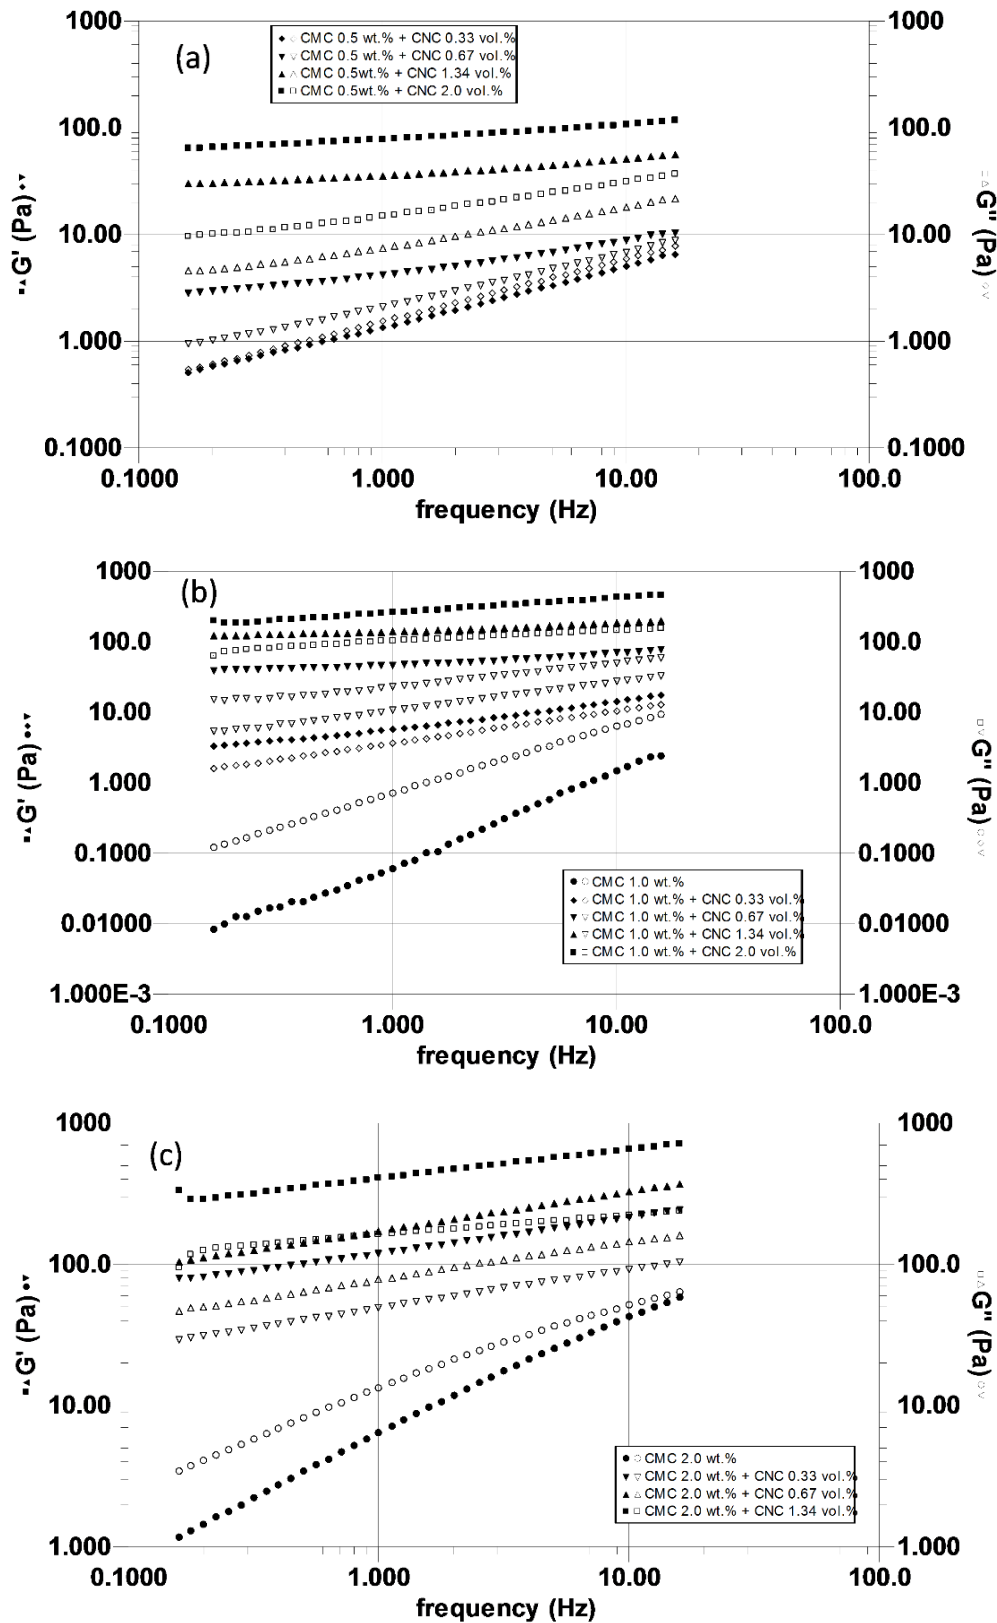 (a)
1000
100.0
10.00
1.000
0.1000
G' (Pa)
1000
100.0
10.00
1.000
0.1000
G'' (Pa)
CMC 0.5 wt.% + CNC 0.33 vol.%
CMC 0.5 wt.% + CNC 0.67 vol.%
CMC 0.5wt.% + CNC 1.34 vol.%
CMC 0.5wt.% + CNC 2.0 vol.%
0.1000 1.000 10.00 100.0
frequency (Hz)
(b)
1000
100.0
10.00
1.000
0.1000
0.01000
1.000E-3
G' (Pa)
1000
100.0
10.00
1.000
0.1000
0.01000
1.000E-3
G'' (Pa)
CMC 1.0 wt.%
CMC 1.0 wt.% + CNC 0.33 vol.%
CMC 1.0 wt.% + CNC 0.67 vol.%
CMC 1.0 wt.% + CNC 1.34 vol.%
CMC 1.0 wt.% + CNC 2.0 vol.%
0.1000 1.000 10.00 100.0
frequency (Hz)
(c)
1000
100.0
10.00
1.000
G' (Pa)
1000
100.0
10.00
1.000
G'' (Pa)
CMC 2.0 wt.%
CMC 2.0 wt.% + CNC 0.33 vol.%
CMC 2.0 wt.% + CNC 0.67 vol.%
CMC 2.0 wt.% + CNC 1.34 vol.%
0.1000 1.000 10.00 100.0
frequency (Hz)